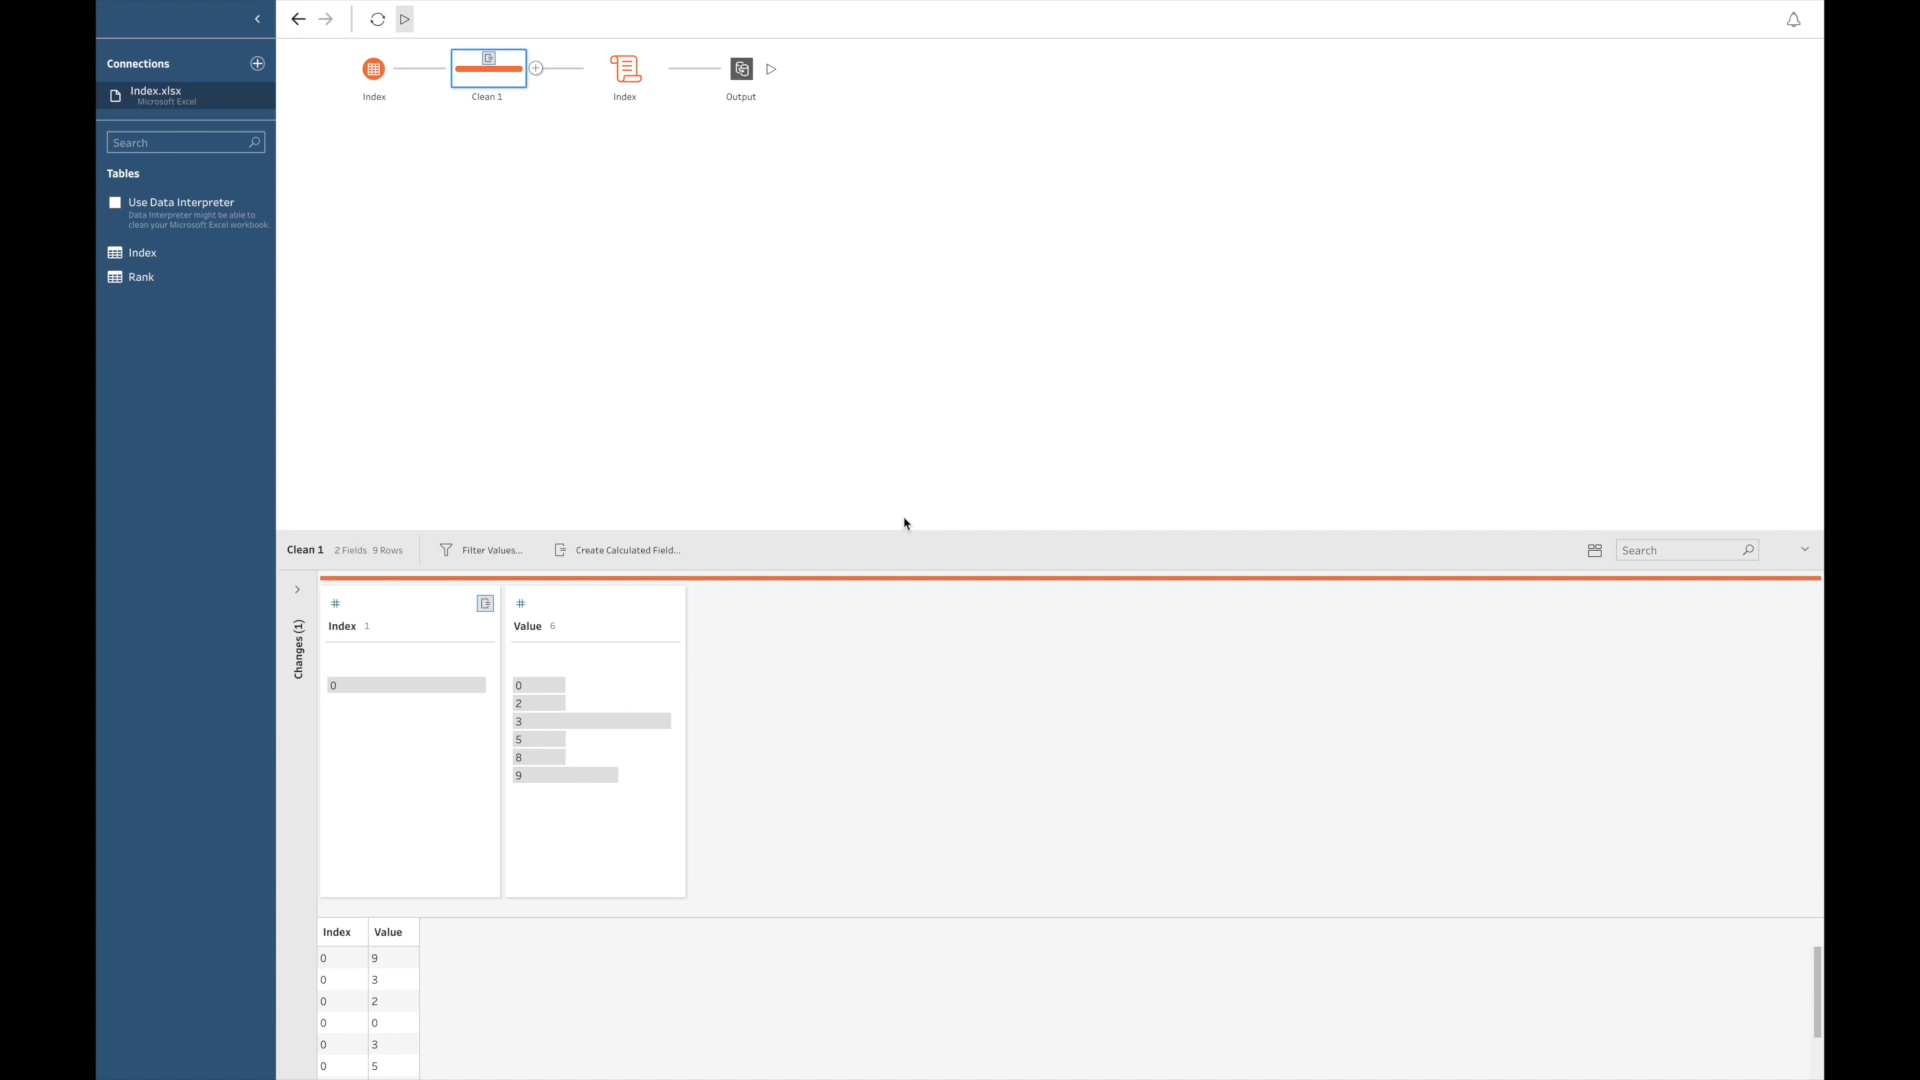 Connections
Index.xlsx
Microsoft Excel
Search
Tables
Use Data Interpreter
Data Interpreter might be able to
clean your Microsoft Excel workbook.
Index
Rank
Index
Clean 1
Index
Output
Clean 1 2 Fields 9 Rows Filter Values... Create Calculated Field... Search
Changes (1)
Index 1
0
Value 6
0
2
3
5
8
9
Index Value
0 9
0 3
0 2
0 0
0 3
0 5